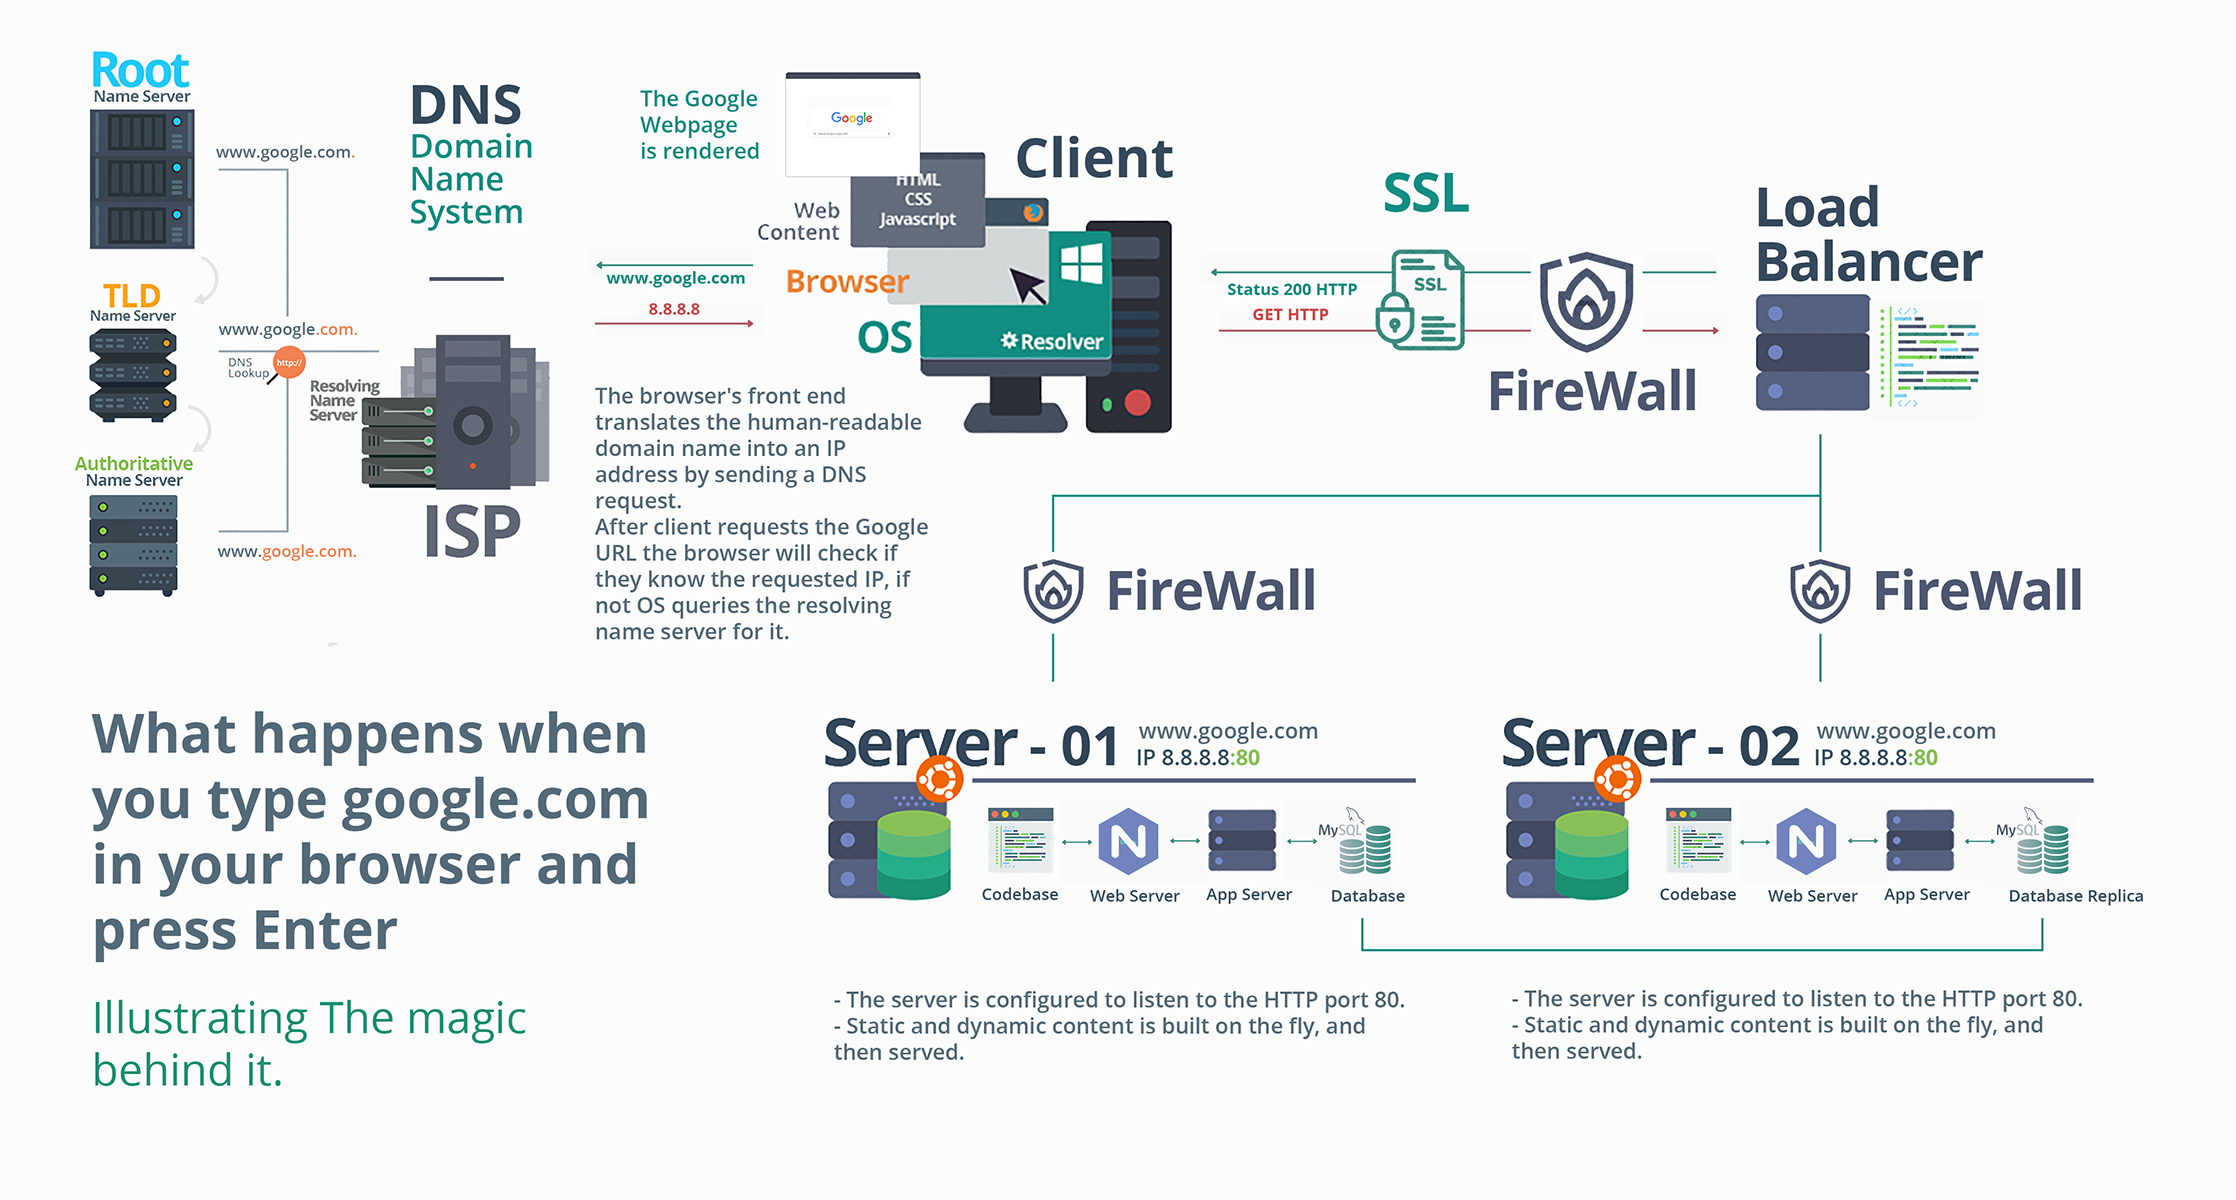 Root
Name Server
www.google.com.
TLD
Name Server
www.google.com.
DNS
Lookup
http://
Resolving
Name
Server
Authoritative
Name Server
www.google.com.
DNS
Domain
Name
System
ISP
The Google
Webpage
is rendered
Google
HTML
CSS
Javascript
Web
Content
Browser
OS
Resolver
Client
www.google.com
8.8.8.8
The browser's front end
translates the human-readable
domain name into an IP
address by sending a DNS
request.
After client requests the Google
URL the browser will check if
they know the requested IP, if
not OS queries the resolving
name server for it.
SSL
SSL
Status 200 HTTP
GET HTTP
FireWall
Load
Balancer
</>
</>
FireWall
FireWall
What happens when
you type google.com
in your browser and
press Enter
Illustrating The magic
behind it.
Server - 01
www.google.com
IP 8.8.8.8:80
N
MySQL
Codebase
Web Server
App Server
Database
- The server is configured to listen to the HTTP port 80.
- Static and dynamic content is built on the fly, and
then served.
Server - 02
www.google.com
IP 8.8.8.8:80
N
MySQL
Codebase
Web Server
App Server
Database Replica
- The server is configured to listen to the HTTP port 80.
- Static and dynamic content is built on the fly, and
then served.